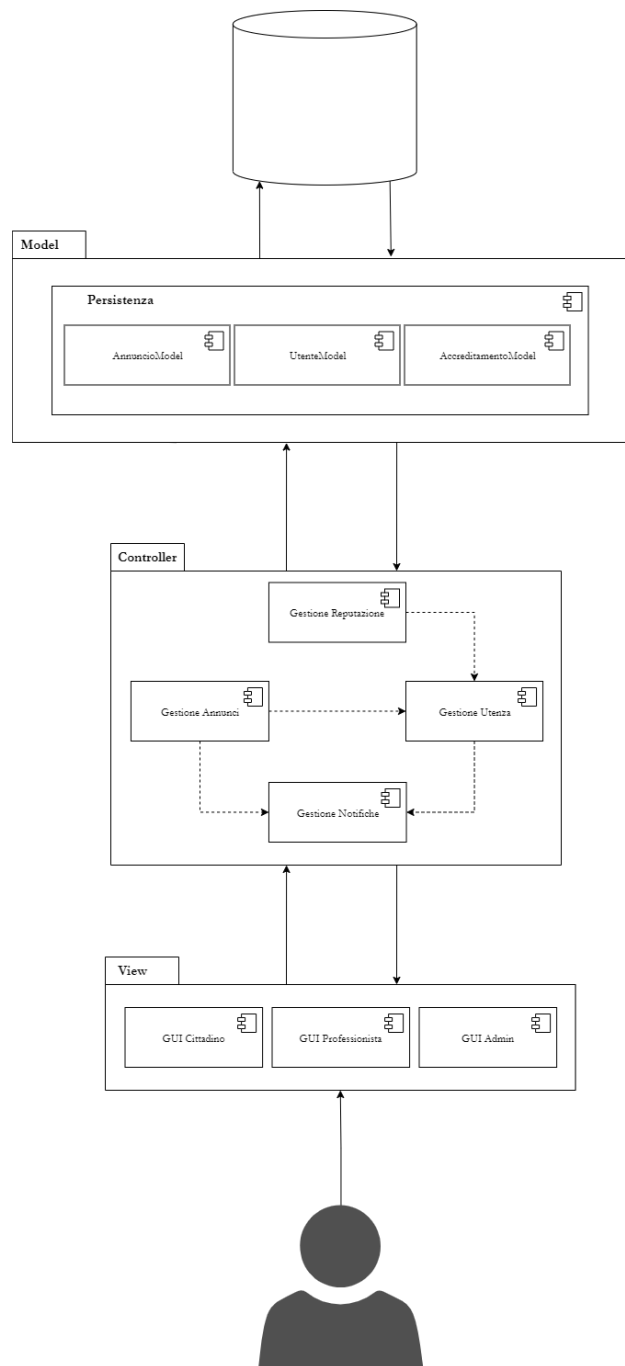 Model
Persistenza
AnnuncioModel
UtenteModel
AccreditamentoModel
Controller
Gestione Reputazione
Gestione Annunci
Gestione Utenza
Gestione Notifiche
View
GUI Cittadino
GUI Professionista
GUI Admin